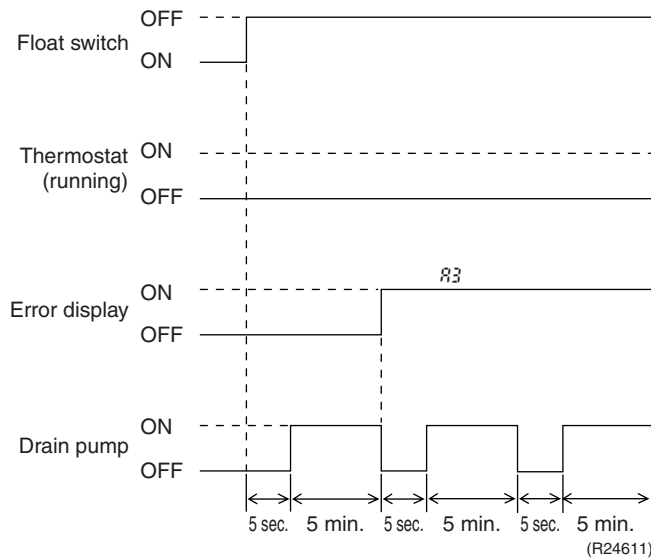 OFF
Float switch
ON
Thermostat
(running)
ON
OFF
A3
Error display
ON
OFF
Drain pump
ON
OFF
5 sec. 5 min. 5 sec. 5 min. 5 sec. 5 min.
(R24611)